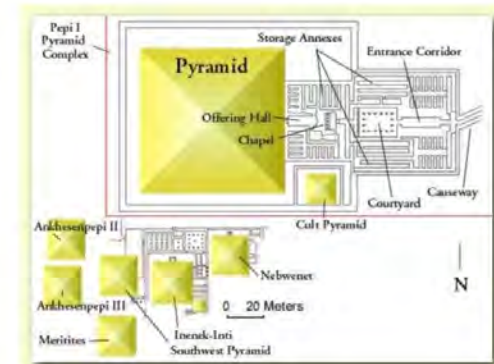 Pepi I
Pyramid
Complex
Storage Annexes
Entrance Corridor
Pyramid
Offering Hall
Chapel
Courtyard
Causeway
Cult Pyramid
Ankhesenpepi II
Nebwenet
N
Ankhesenpepi III
0 20 Meters
Meritites
Inenek-Inti
Southwest Pyramid